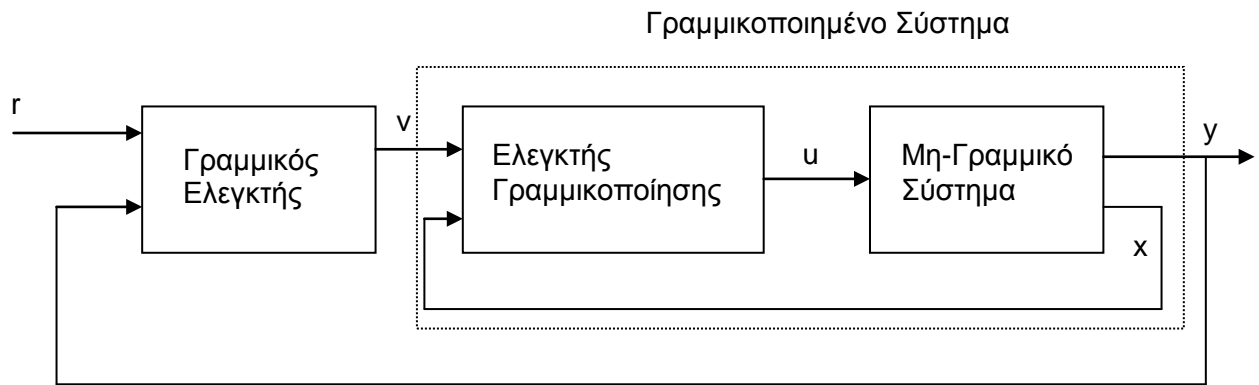 Γραμμικοποιημένο Σύστημα
r
Γραμμικός
Ελεγκτής
v
Ελεγκτής
Γραμμικοποίησης
u
Μη-Γραμμικό
Σύστημα
y
x